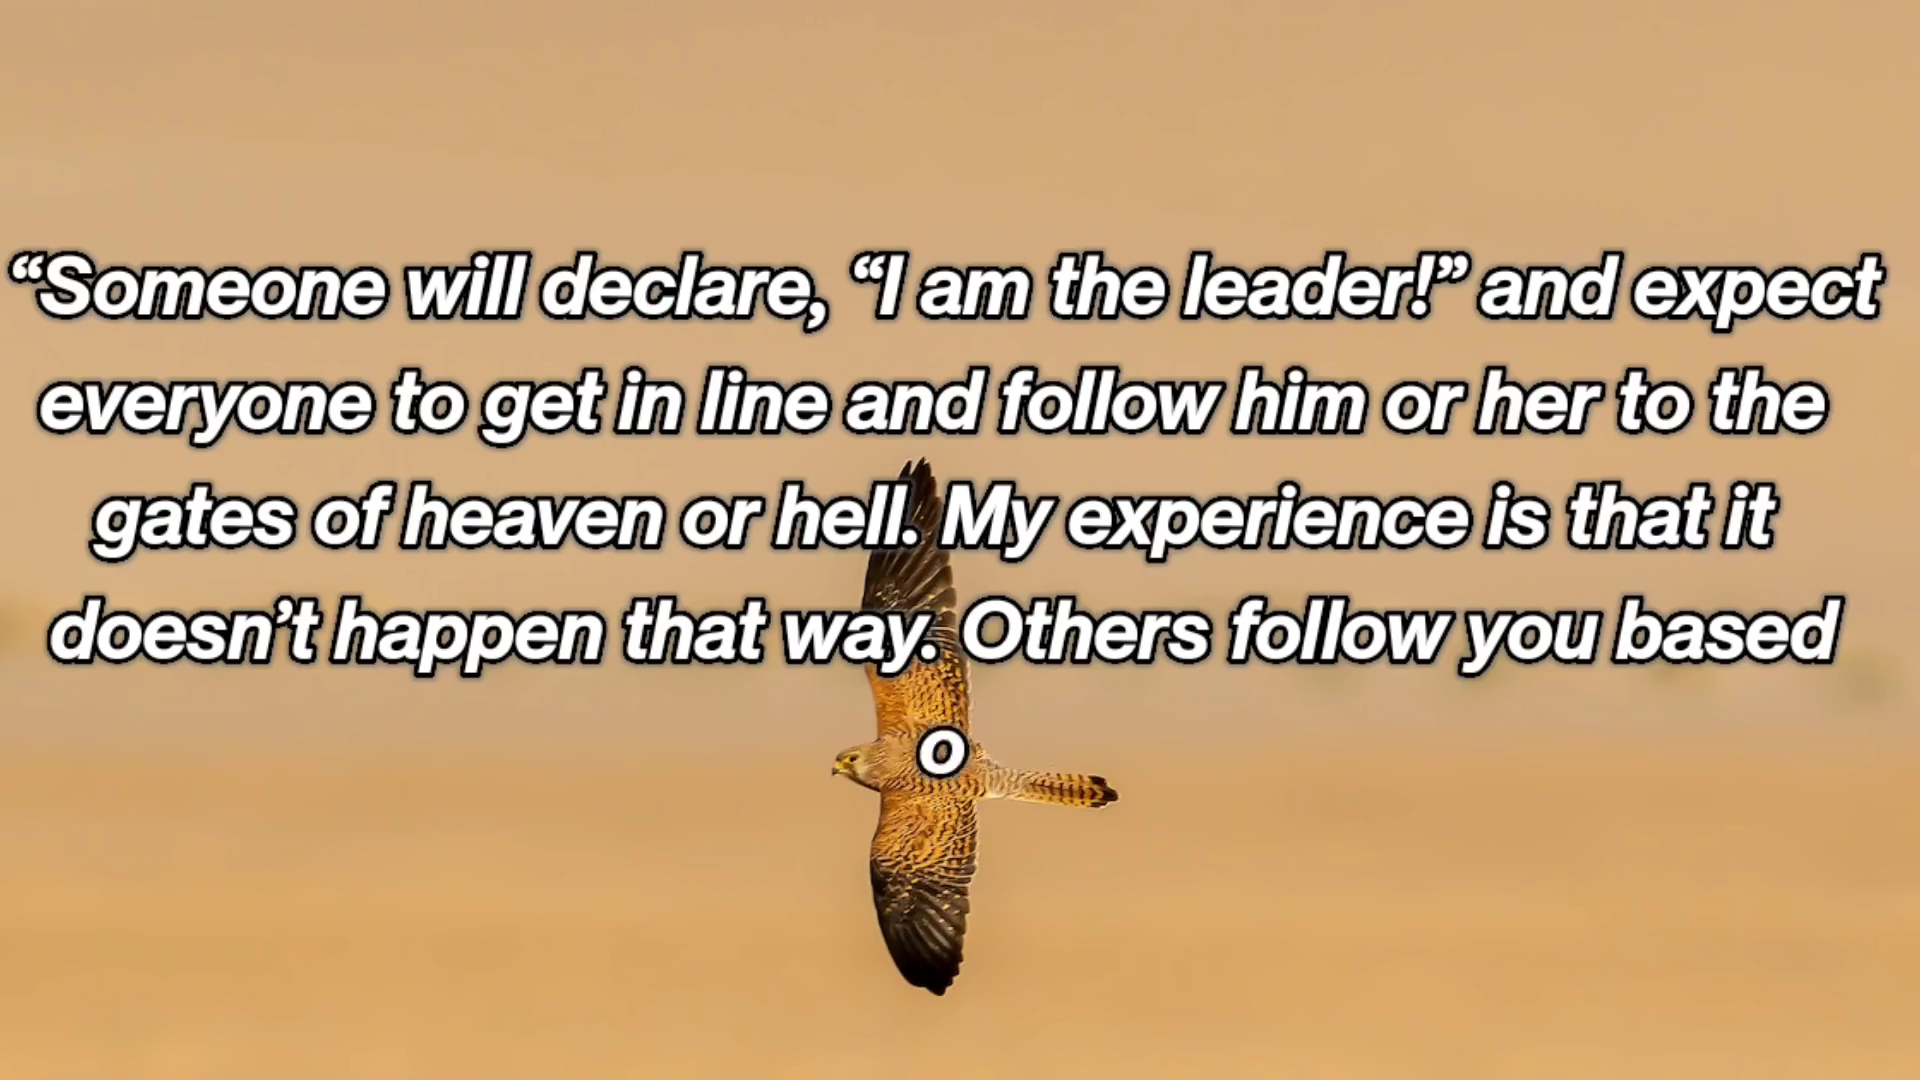 “Someone will declare, “I am the leader!” and expect
everyone to get in line and follow him or her to the
gates of heaven or hell. My experience is that it
doesn’t happen that way. Others follow you based
o